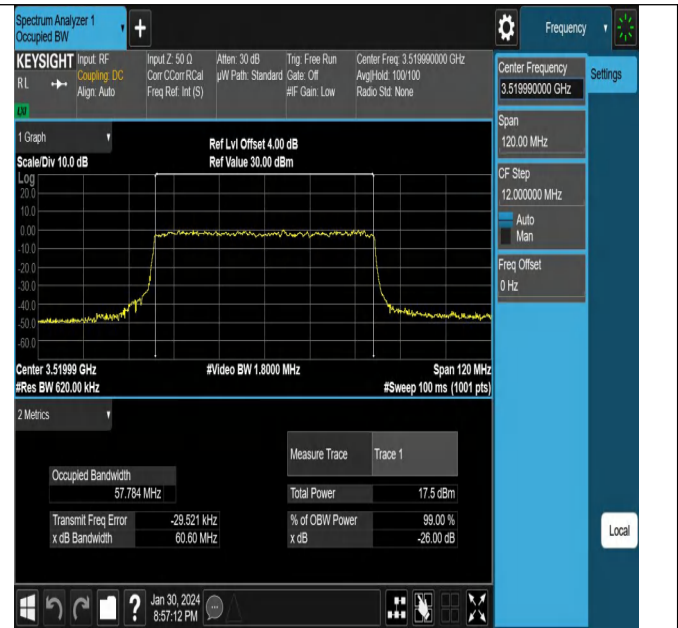 Spectrum Analyzer 1
Occupied BW
+
Frequency
KEYSIGHT
RL
LXI
Input: RF
Coupling: DC
Align: Auto
Input Z: 50 Ω
Corr CCorr RCal
Freq Ref: Int (S)
Atten: 30 dB
µW Path: Standard
Trig: Free Run
Gate: Off
#IF Gain: Low
Center Freq: 3.519990000 GHz
Avg|Hold: 100/100
Radio Std: None
Center Frequency
3.519990000 GHz
Settings
Span
120.00 MHz
CF Step
12.000000 MHz
Auto
Man
Freq Offset
0 Hz
Local
1 Graph
Scale/Div 10.0 dB
Ref Lvl Offset 4.00 dB
Ref Value 30.00 dBm
Log
20.0
10.0
0.00
-10.0
-20.0
-30.0
-40.0
-50.0
-60.0
Center 3.51999 GHz
#Res BW 620.00 kHz
#Video BW 1.8000 MHz
Span 120 MHz
#Sweep 100 ms (1001 pts)
2 Metrics
Measure Trace Trace 1
Occupied Bandwidth
57.784 MHz
Total Power 17.5 dBm
Transmit Freq Error -29.521 kHz
% of OBW Power 99.00 %
x dB Bandwidth 60.60 MHz
x dB -26.00 dB
?
Jan 30, 2024
8:57:12 PM